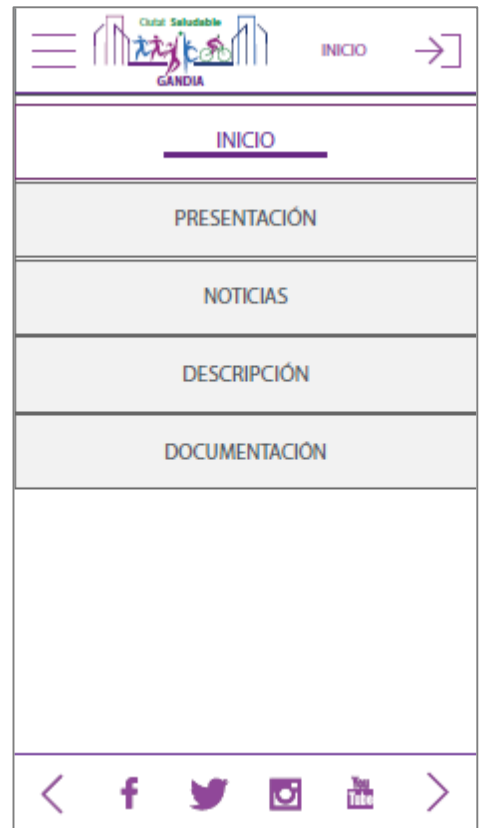 Ciutat Saludable
GANDIA
INICIO
INICIO
PRESENTACIÓN
NOTICIAS
DESCRIPCIÓN
DOCUMENTACIÓN
f
You
Tube